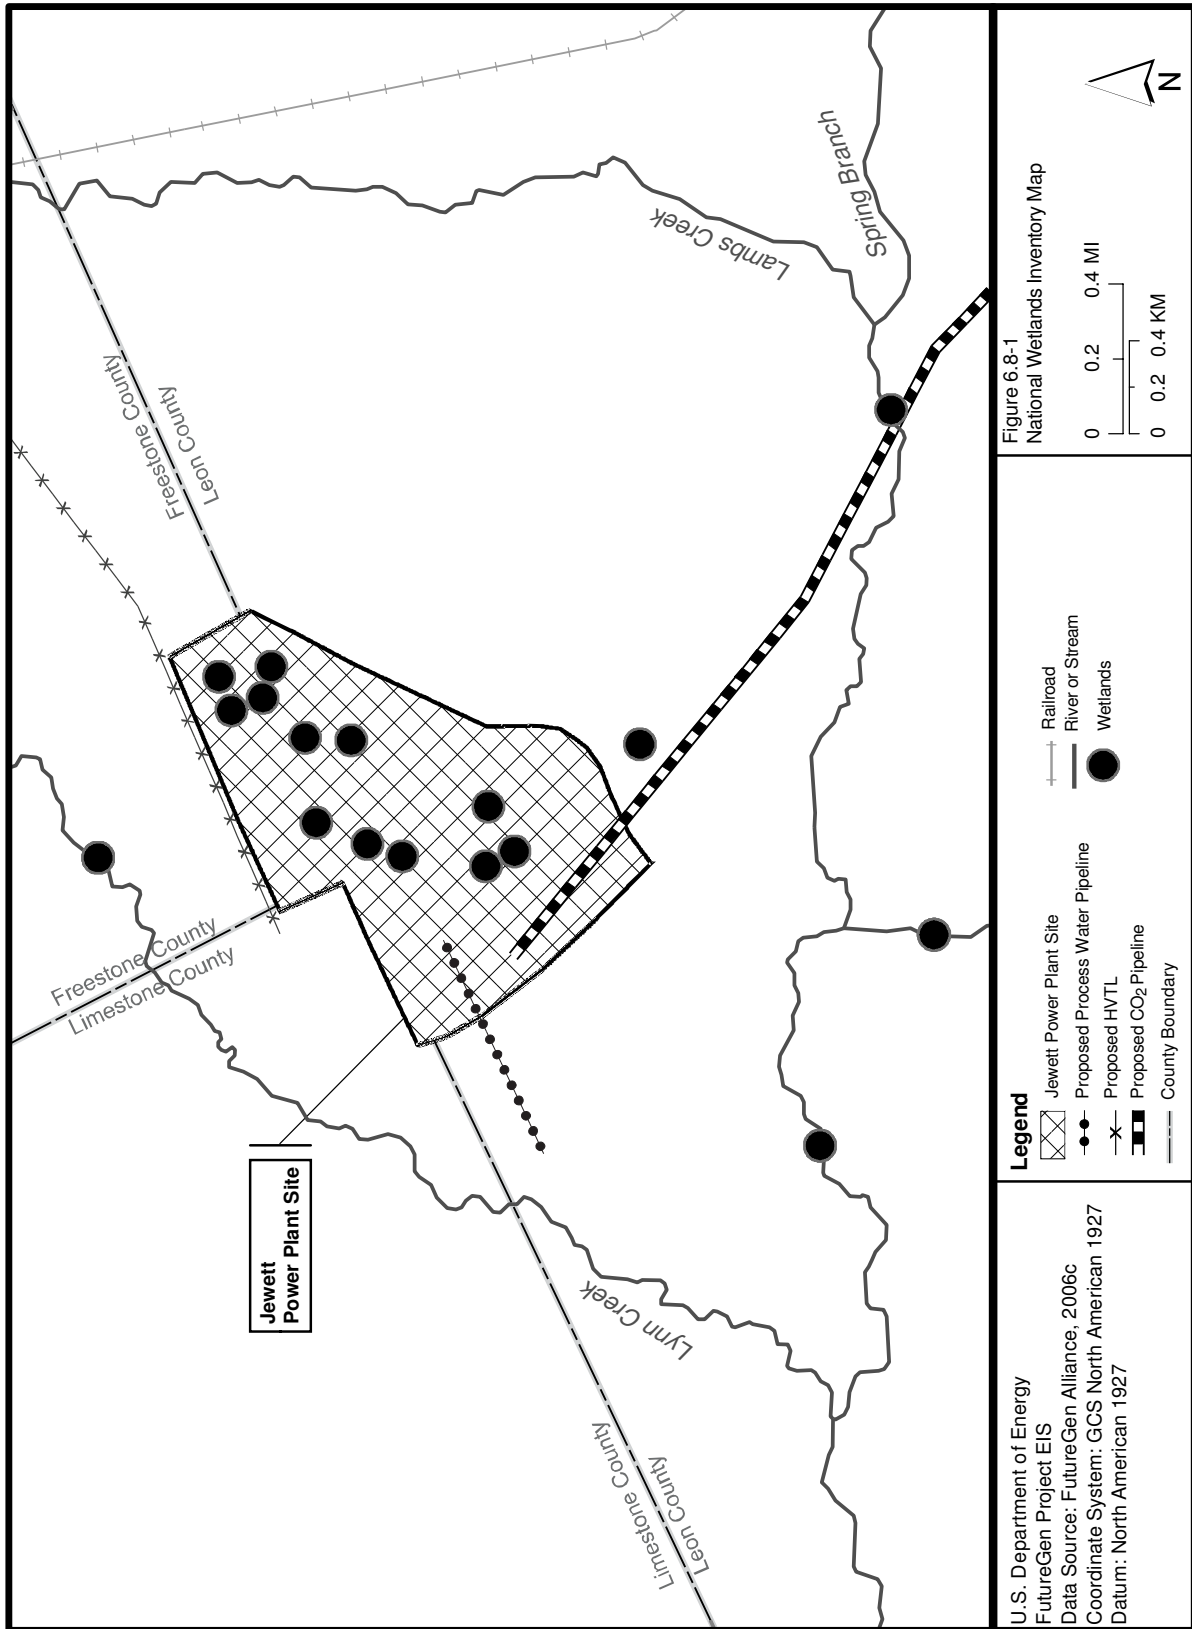 Freestone County
Limestone County
Freestone County
Leon County
Lambs Creek
Spring Branch
Jewett
Power Plant Site
Lynn Creek
Limestone County
Leon County
U.S. Department of Energy
FutureGen Project EIS
Data Source: FutureGen Alliance, 2006c
Coordinate System: GCS North American 1927
Datum: North American 1927
Legend
Jewett Power Plant Site
Proposed Process Water Pipeline
Proposed HVTL
Proposed CO2 Pipeline
County Boundary
Railroad
River or Stream
Wetlands
Figure 6.8-1
National Wetlands Inventory Map
0 0.2 0.4 MI
0 0.2 0.4 KM
N